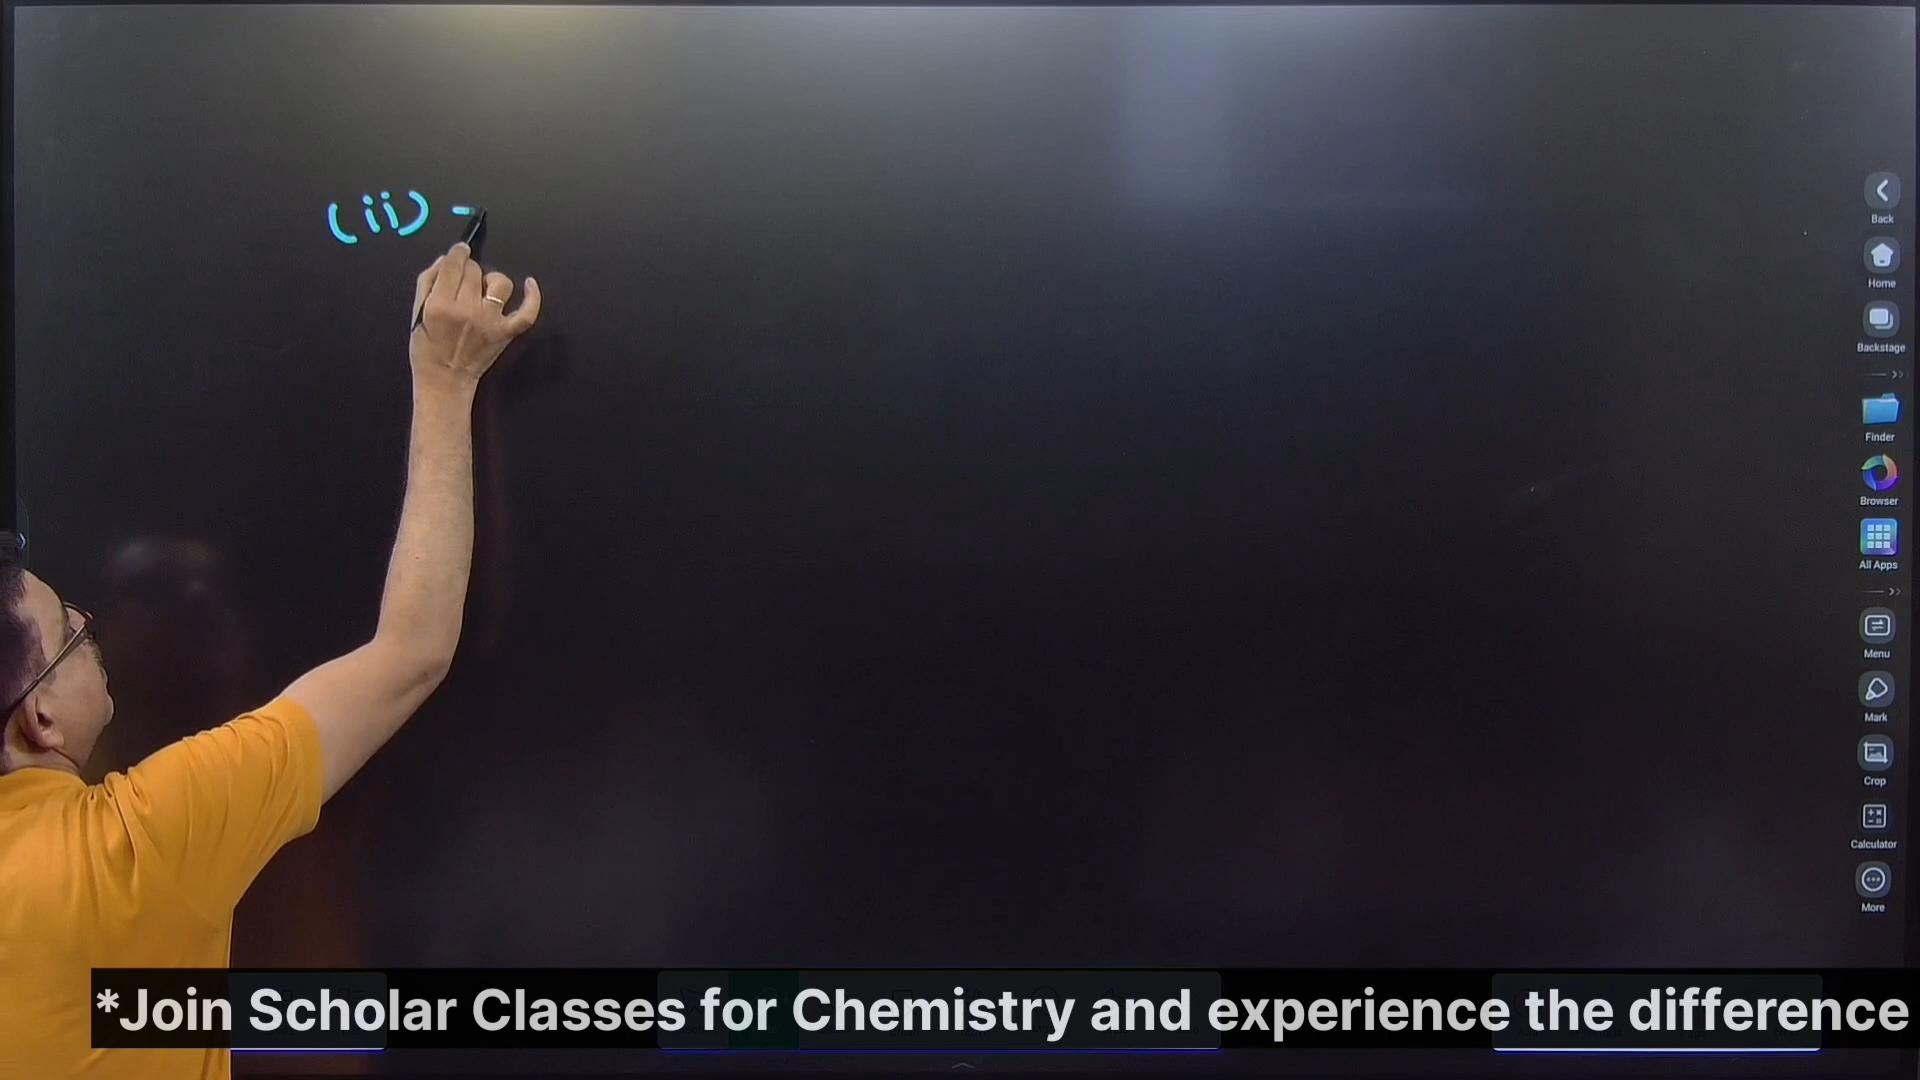 (ii) -
Back
Home
Backstage
Finder
Browser
All Apps
Menu
Mark
Crop
Calculator
More
*Join Scholar Classes for Chemistry and experience the difference